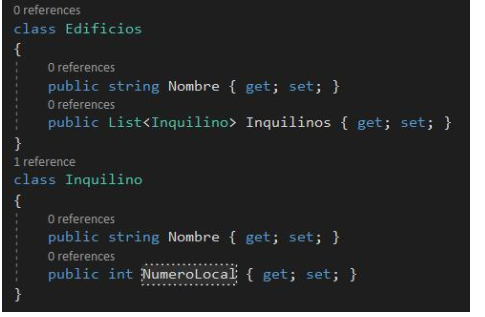 0 references
class Edificios
{
0 references
public string Nombre { get; set; }
0 references
public List<Inquilino> Inquilinos { get; set; }
}
1 reference
class Inquilino
{
0 references
public string Nombre { get; set; }
0 references
public int NumeroLocal { get; set; }
}